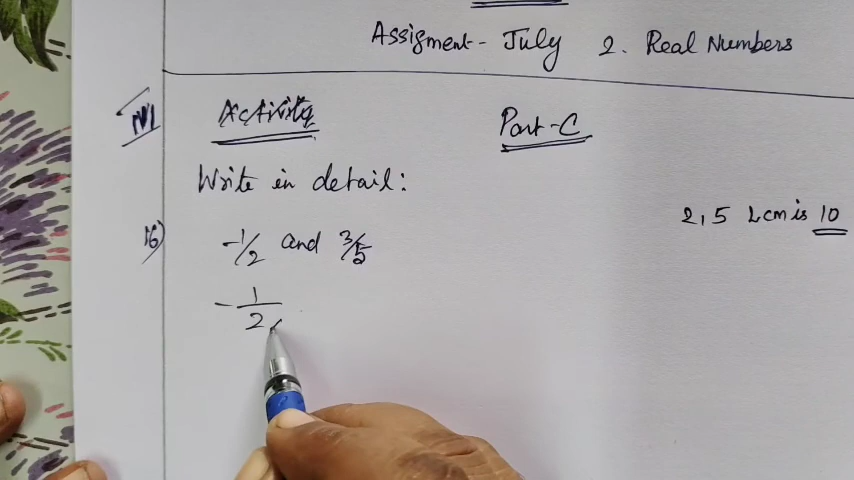 Assigment - July 2. Real Numbers
Activity
Part-C
Write in detail:
2,5 Lcm is 10
16) -1/2 and 3/5
-1/2